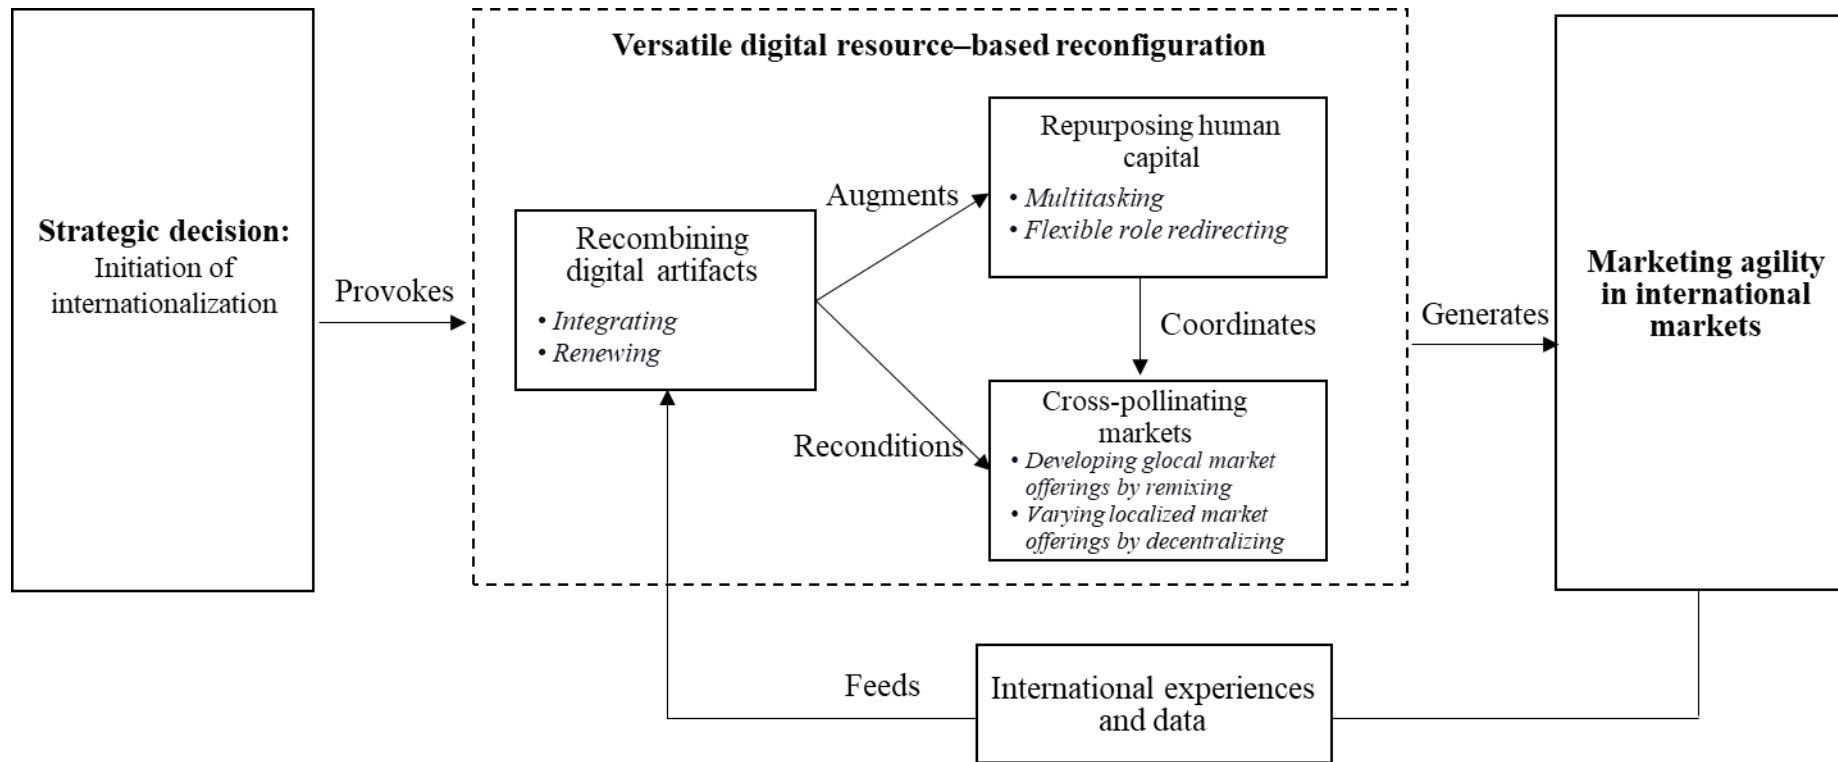 Strategic decision:
Initiation of
internationalization
Provokes
Versatile digital resource–based reconfiguration
Recombining
digital artifacts
• Integrating
• Renewing
Augments
Reconditions
Repurposing human
capital
• Multitasking
• Flexible role redirecting
Coordinates
Cross-pollinating
markets
• Developing glocal market
offerings by remixing
• Varying localized market
offerings by decentralizing
Generates
Marketing agility
in international
markets
Feeds
International experiences
and data